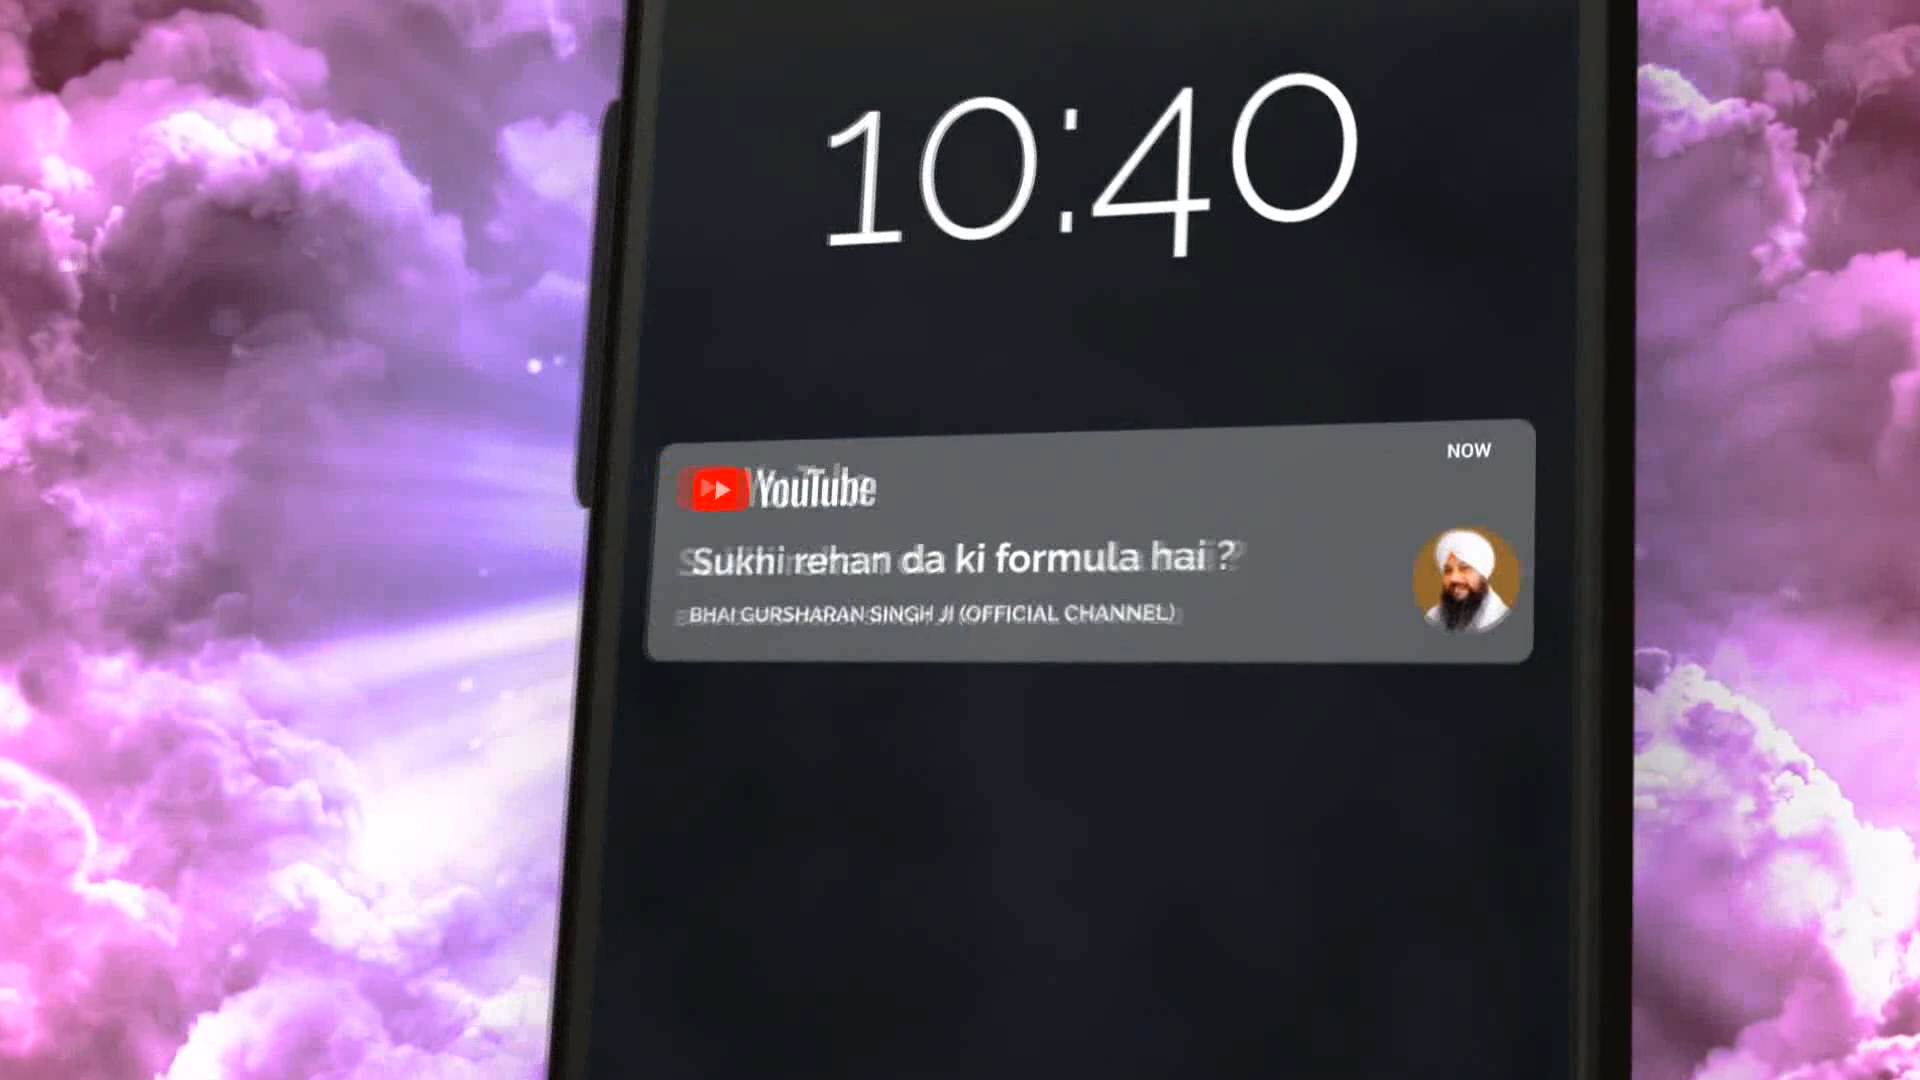 10:40
NOW
YouTube
Sukhi rehan da ki formula hai ?
BHAI GURSHARAN SINGH JI (OFFICIAL CHANNEL)